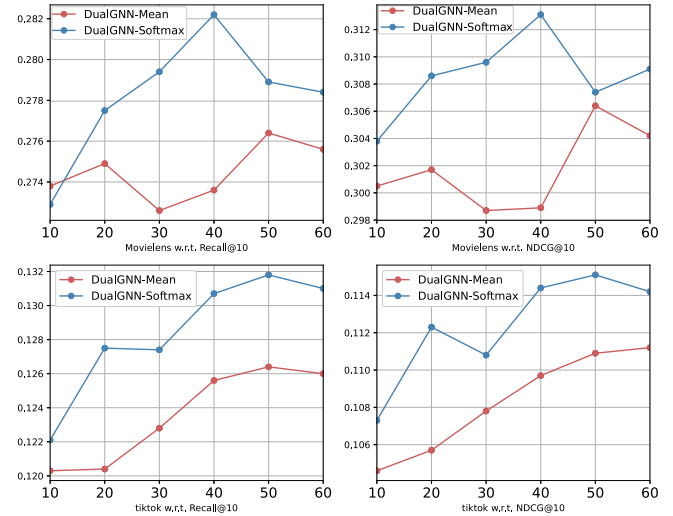 0.282
0.280
0.278
0.276
0.274
DualGNN-Mean
DualGNN-Softmax
10 20 30 40 50 60
Movielens w.r.t. Recall@10
0.312
0.310
0.308
0.306
0.304
0.302
0.300
0.298
DualGNN-Mean
DualGNN-Softmax
10 20 30 40 50 60
Movielens w.r.t. NDCG@10
0.132
0.130
0.128
0.126
0.124
0.122
0.120
DualGNN-Mean
DualGNN-Softmax
10 20 30 40 50 60
tiktok w.r.t. Recall@10
0.114
0.112
0.110
0.108
0.106
DualGNN-Mean
DualGNN-Softmax
10 20 30 40 50 60
tiktok w.r.t. NDCG@10